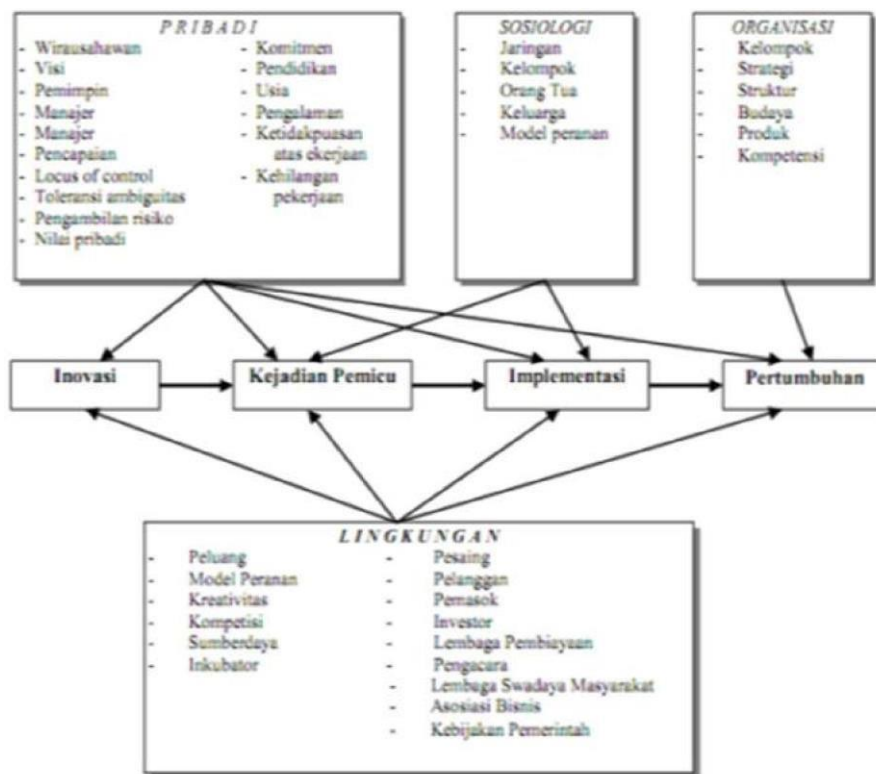 PRIBADI
- Wirausahawan
- Visi
- Pemimpin
- Manajer
- Manajer
- Pencapaian
- Locus of control
- Toleransi ambiguitas
- Pengambilan risiko
- Nilai pribadi
- Komitmen
- Pendidikan
- Usia
- Pengalaman
- Ketidakpuasan
atas ekerjaan
- Kehilangan
pekerjaan
SOSIOLOGI
- Jaringan
- Kelompok
- Orang Tua
- Keluarga
- Model peranan
ORGANISASI
- Kelompok
- Strategi
- Struktur
- Budaya
- Produk
- Kompetensi
Inovasi
Kejadian Pemicu
Implementasi
Pertumbuhan
LINGKUNGAN
- Peluang
- Model Peranan
- Kreativitas
- Kompetisi
- Sumberdaya
- Inkubator
- Pesaing
- Pelanggan
- Pemasok
- Investor
- Lembaga Pembiayaan
- Pengacara
- Lembaga Swadaya Masyarakat
- Asosiasi Bisnis
- Kebijakan Pemerintah